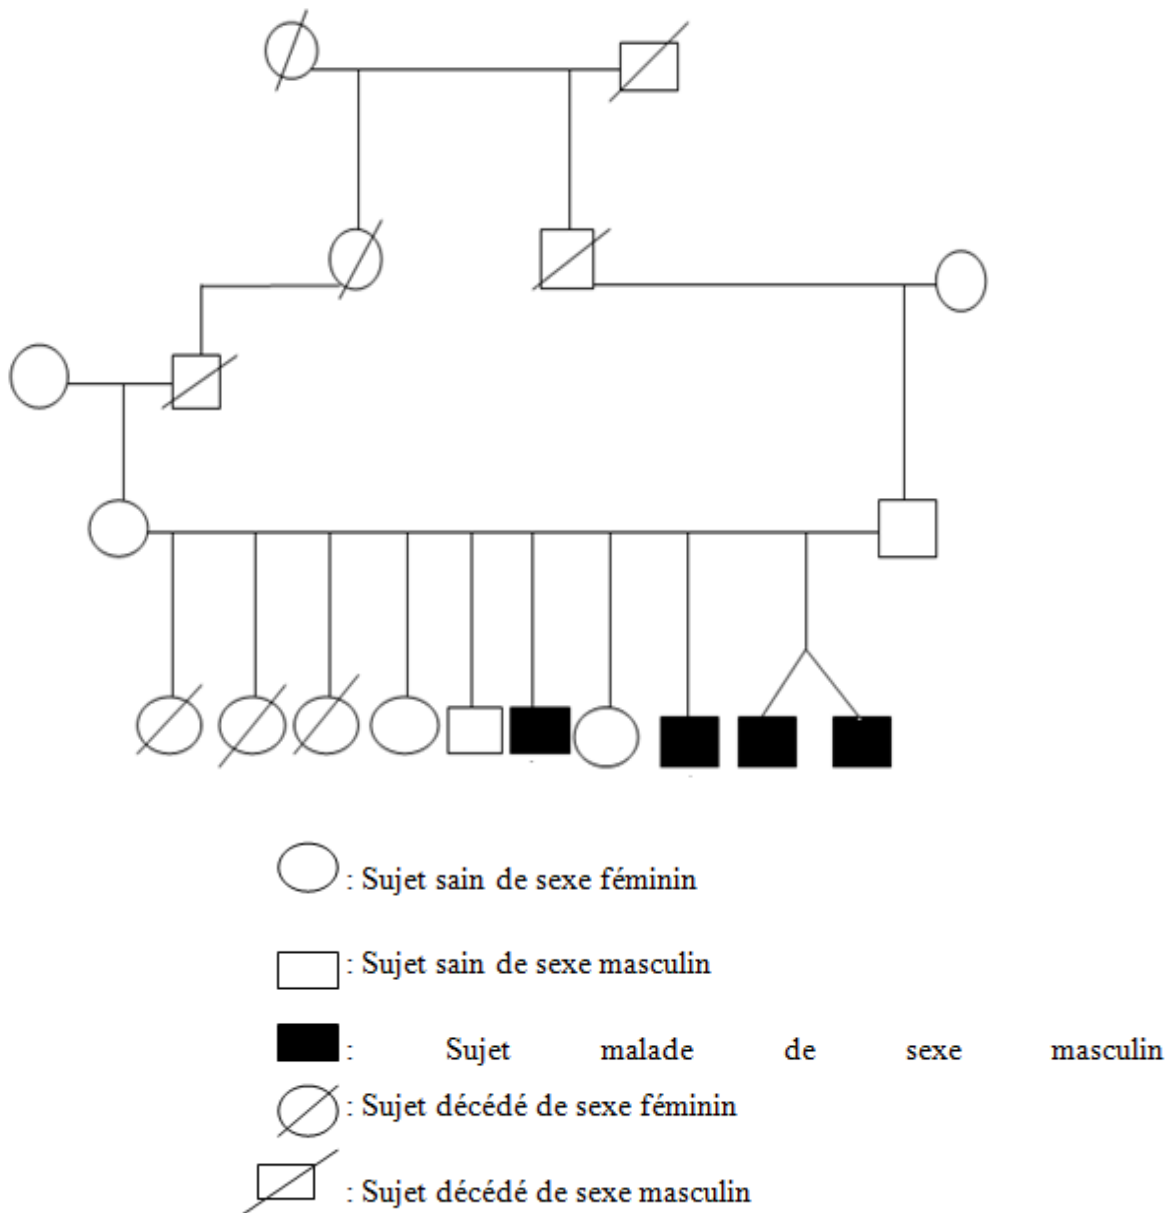 : Sujet sain de sexe féminin
: Sujet sain de sexe masculin
: Sujet malade de sexe masculin
: Sujet décédé de sexe féminin
: Sujet décédé de sexe masculin